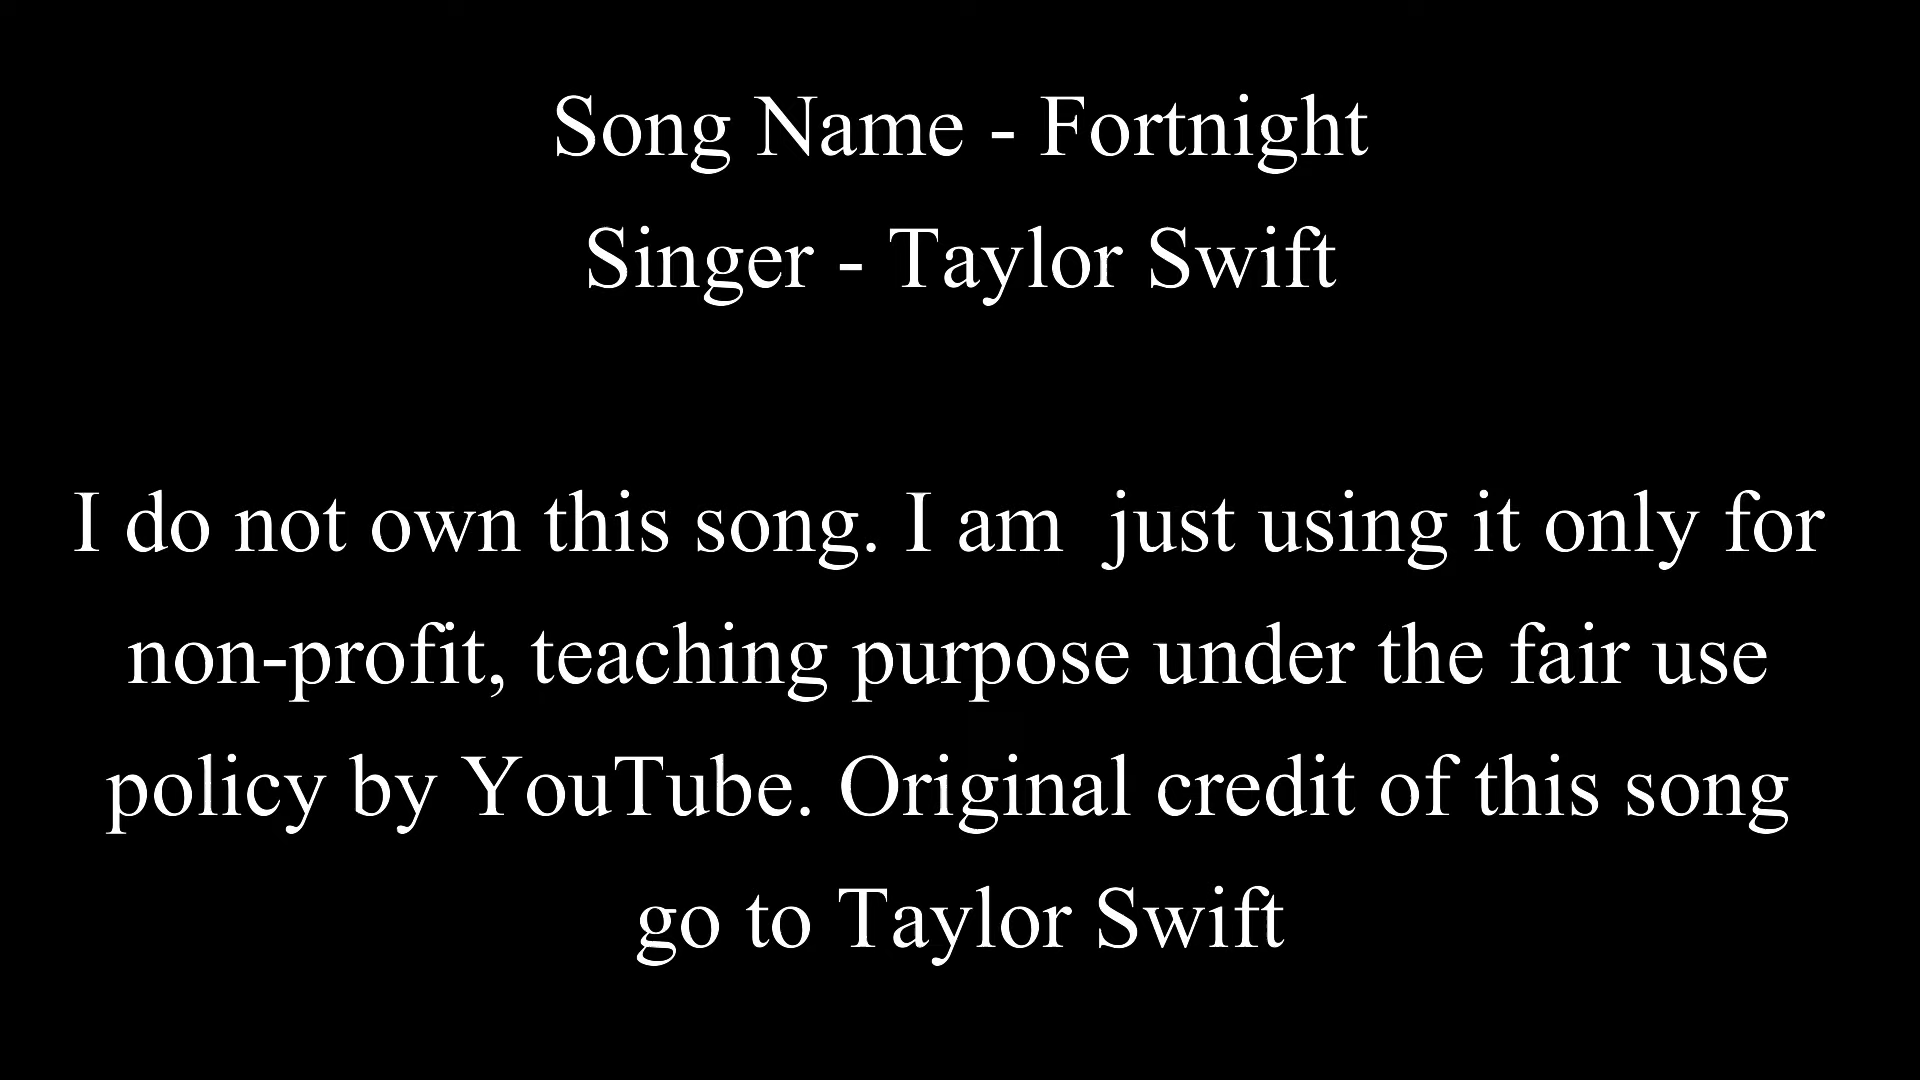 Song Name - Fortnight
Singer - Taylor Swift
I do not own this song. I am  just using it only for
non-profit, teaching purpose under the fair use
policy by YouTube. Original credit of this song
go to Taylor Swift